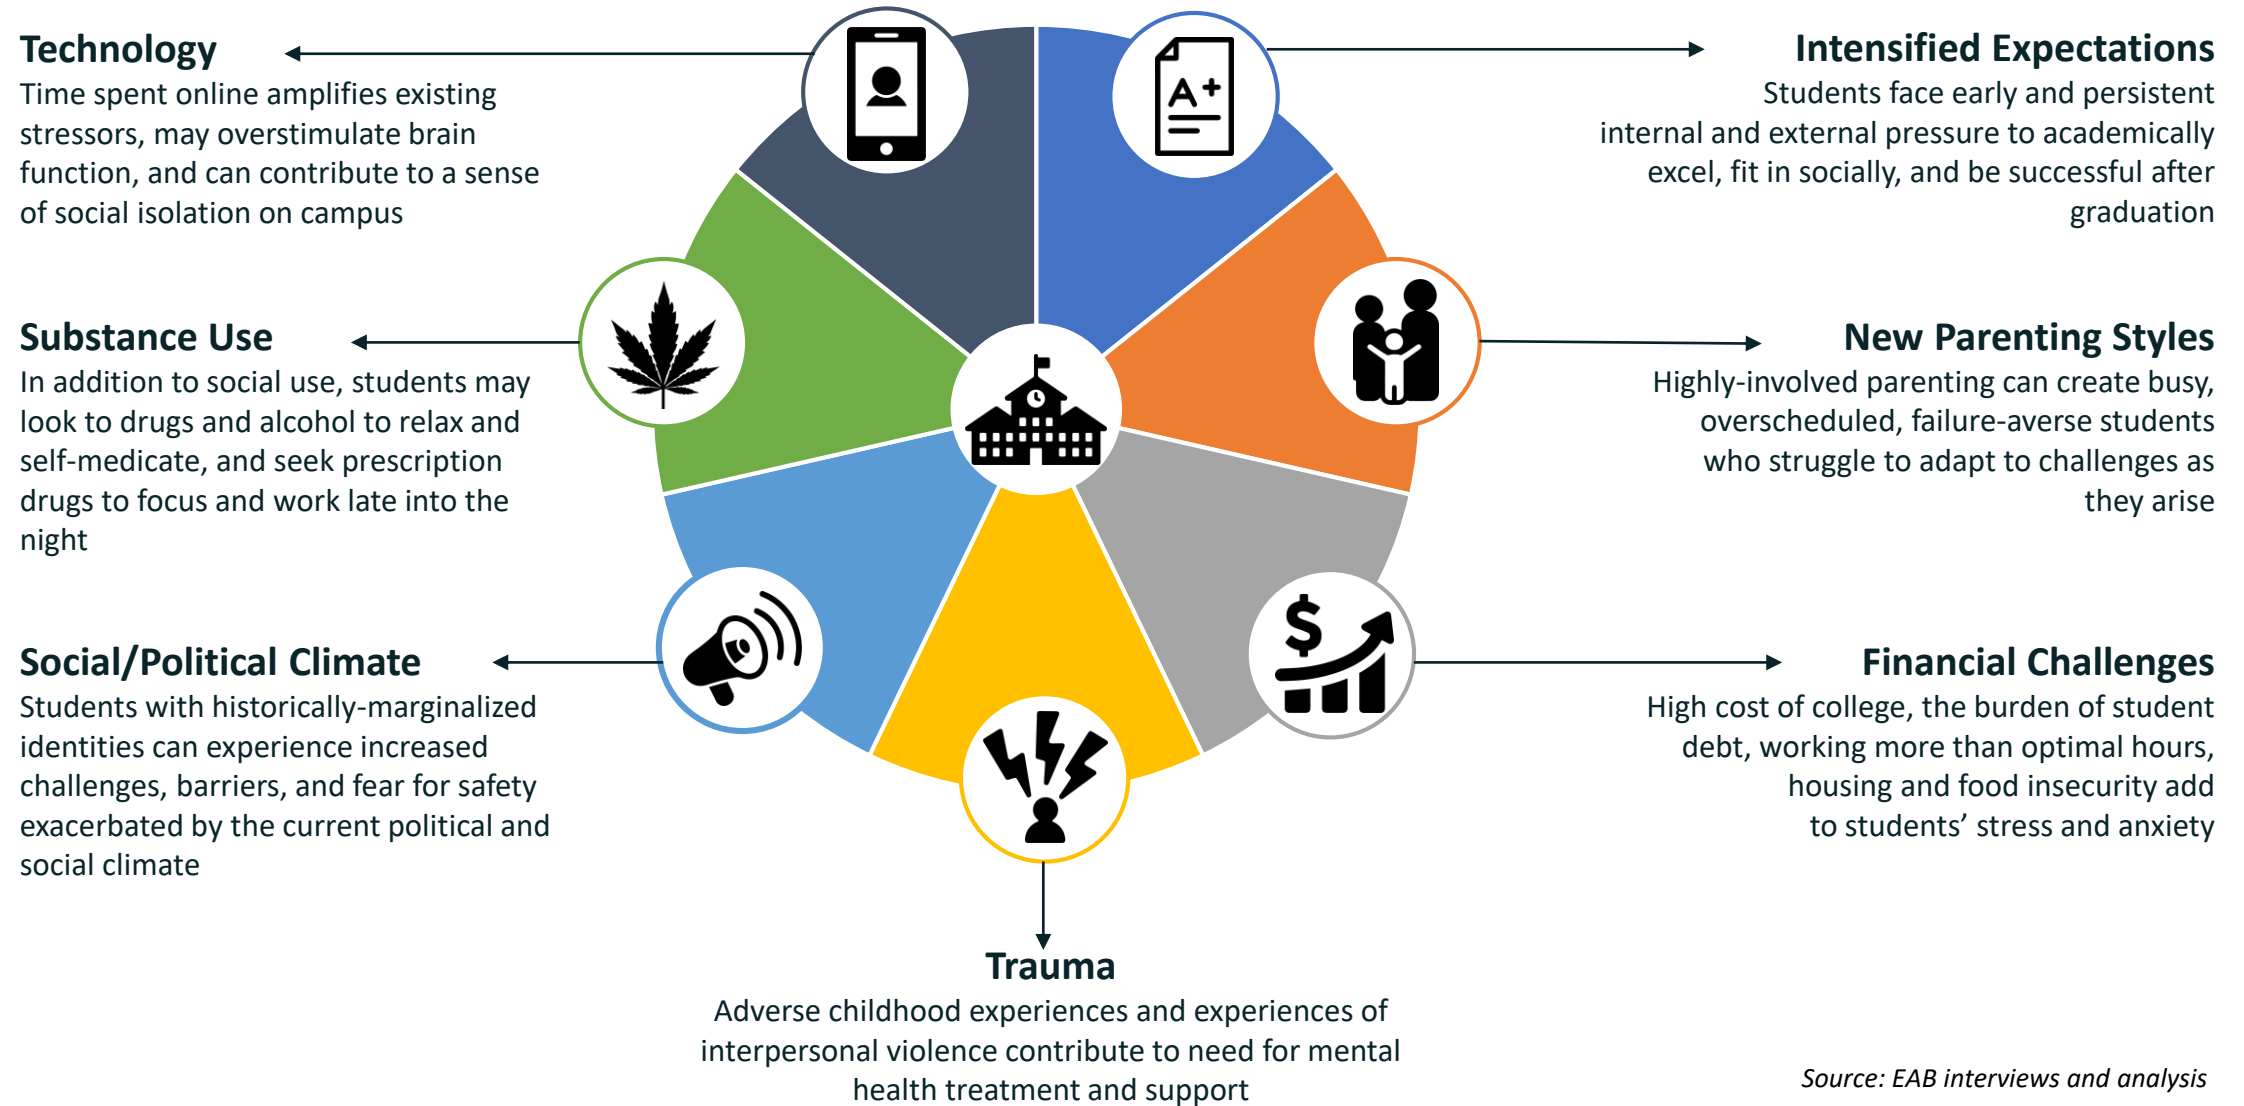 Technology
Time spent online amplifies existing
stressors, may overstimulate brain
function, and can contribute to a sense
of social isolation on campus
Substance Use
In addition to social use, students may
look to drugs and alcohol to relax and
self-medicate, and seek prescription
drugs to focus and work late into the
night
Social/Political Climate
Students with historically-marginalized
identities can experience increased
challenges, barriers, and fear for safety
exacerbated by the current political and
social climate
A+
Intensified Expectations
Students face early and persistent
internal and external pressure to academically
excel, fit in socially, and be successful after
graduation
New Parenting Styles
Highly-involved parenting can create busy,
overscheduled, failure-averse students
who struggle to adapt to challenges as
they arise
$
Financial Challenges
High cost of college, the burden of student
debt, working more than optimal hours,
housing and food insecurity add
to students’ stress and anxiety
Trauma
Adverse childhood experiences and experiences of
interpersonal violence contribute to need for mental
health treatment and support
Source: EAB interviews and analysis